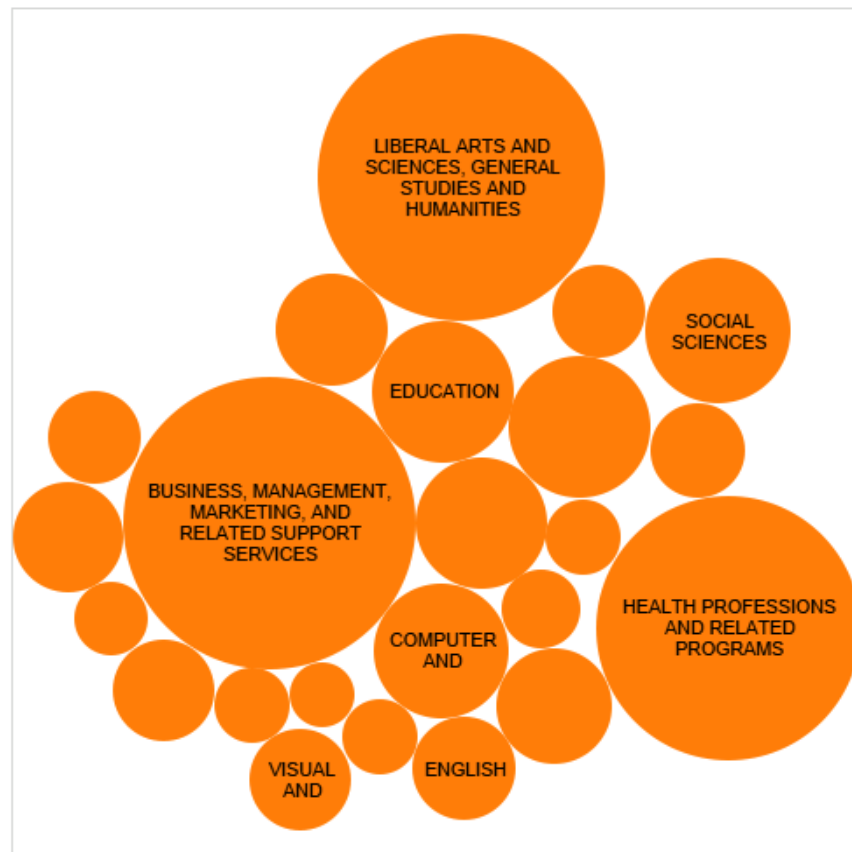 LIBERAL ARTS AND
SCIENCES, GENERAL
STUDIES AND
HUMANITIES
SOCIAL
SCIENCES
EDUCATION
BUSINESS, MANAGEMENT,
MARKETING, AND
RELATED SUPPORT
SERVICES
HEALTH PROFESSIONS
AND RELATED
PROGRAMS
COMPUTER
AND
VISUAL
AND
ENGLISH